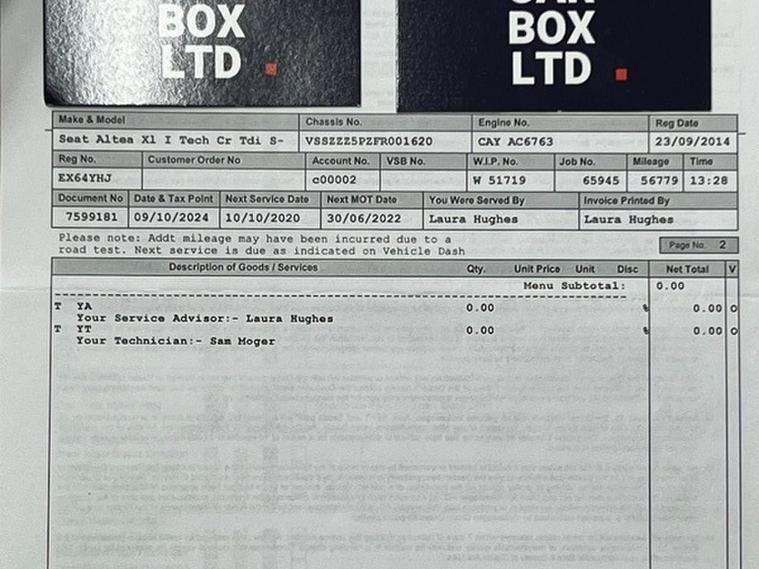 BOX
LTD
BOX
LTD
Make & Model Chassis No. Engine No. Reg Date
Seat Altea Xl I Tech Cr Tdi S- VSSZZZ5PZFR001620 CAY AC6763 23/09/2014
Reg No. Customer Order No Account No. VSB No. W.I.P. No. Job No. Mileage Time
EX64YHJ c00002 W 51719 65945 56779 13:28
Document No Date & Tax Point Next Service Date Next MOT Date You Were Served By Invoice Printed By
7599181 09/10/2024 10/10/2020 30/06/2022 Laura Hughes Laura Hughes
Please note: Addt mileage may have been incurred due to a
road test. Next service is due as indicated on Vehicle Dash
Page No. 2
Description of Goods / Services Qty. Unit Price Unit Disc Net Total V
Menu Subtotal: 0.00
T YA 0.00 % 0.00 0
Your Service Advisor:- Laura Hughes
T YT 0.00 % 0.00 0
Your Technician:- Sam Moger